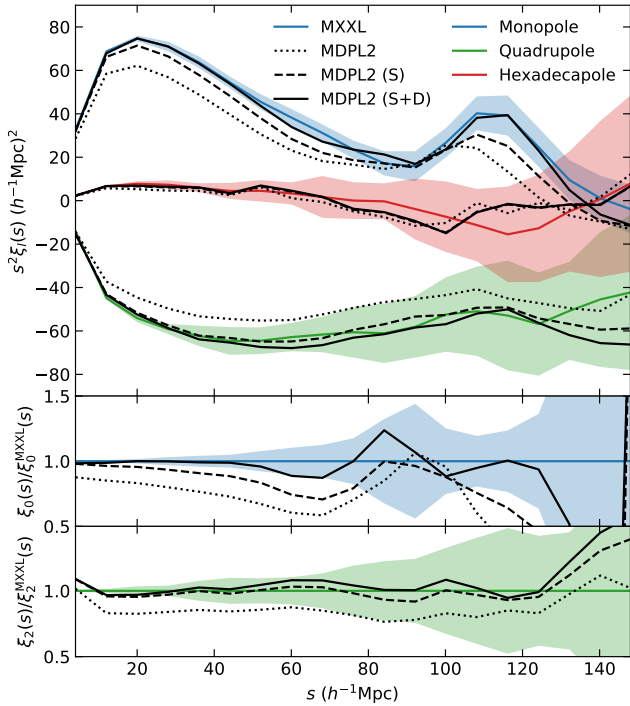 MXXL
MDPL2
MDPL2 (S)
MDPL2 (S+D)
Monopole
Quadrupole
Hexadecapole
s²ξₗ(s) (h⁻¹Mpc)²
80
60
40
20
0
−20
−40
−60
−80
ξ₀(s)/ξ₀ᴹˣˣᴸ(s)
1.5
1.0
0.5
ξ₂(s)/ξ₂ᴹˣˣᴸ(s)
1.5
1.0
0.5
20 40 60 80 100 120 140
s (h⁻¹Mpc)